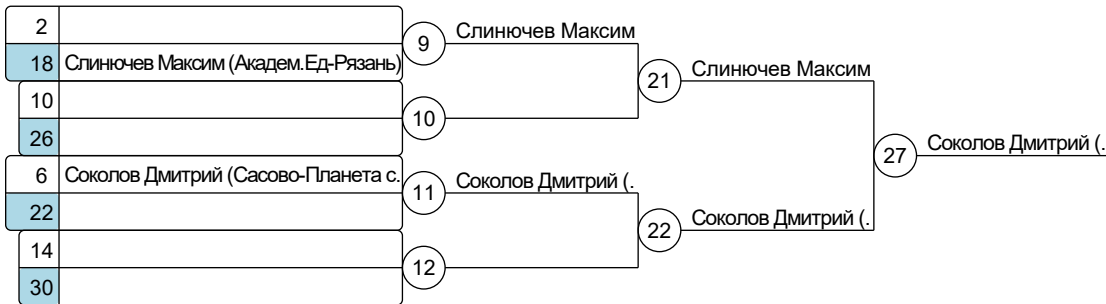 2
9
Слинючев Максим
18 Слинючев Максим (Академ.Ед-Рязань)
21
Слинючев Максим
10
10
26
27
Соколов Дмитрий (.
6 Соколов Дмитрий (Сасово-Планета с.
11
Соколов Дмитрий (.
22
22
Соколов Дмитрий (.
14
12
30